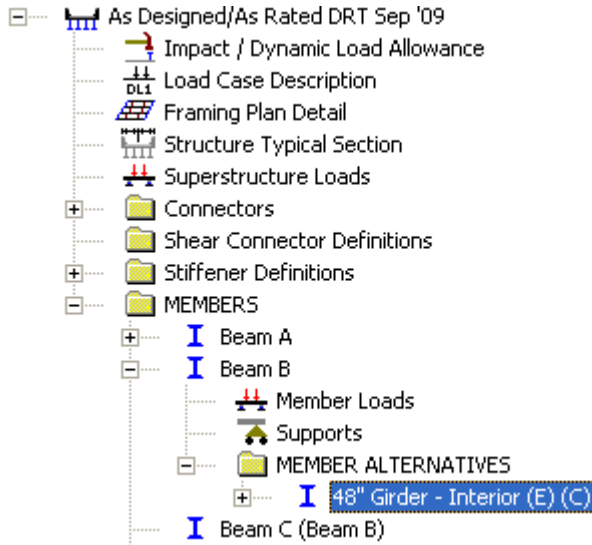 As Designed/As Rated DRT Sep '09
Impact / Dynamic Load Allowance
DL1 Load Case Description
Framing Plan Detail
Structure Typical Section
Superstructure Loads
Connectors
Shear Connector Definitions
Stiffener Definitions
MEMBERS
Beam A
Beam B
Member Loads
Supports
MEMBER ALTERNATIVES
48" Girder - Interior (E) (C)
Beam C (Beam B)